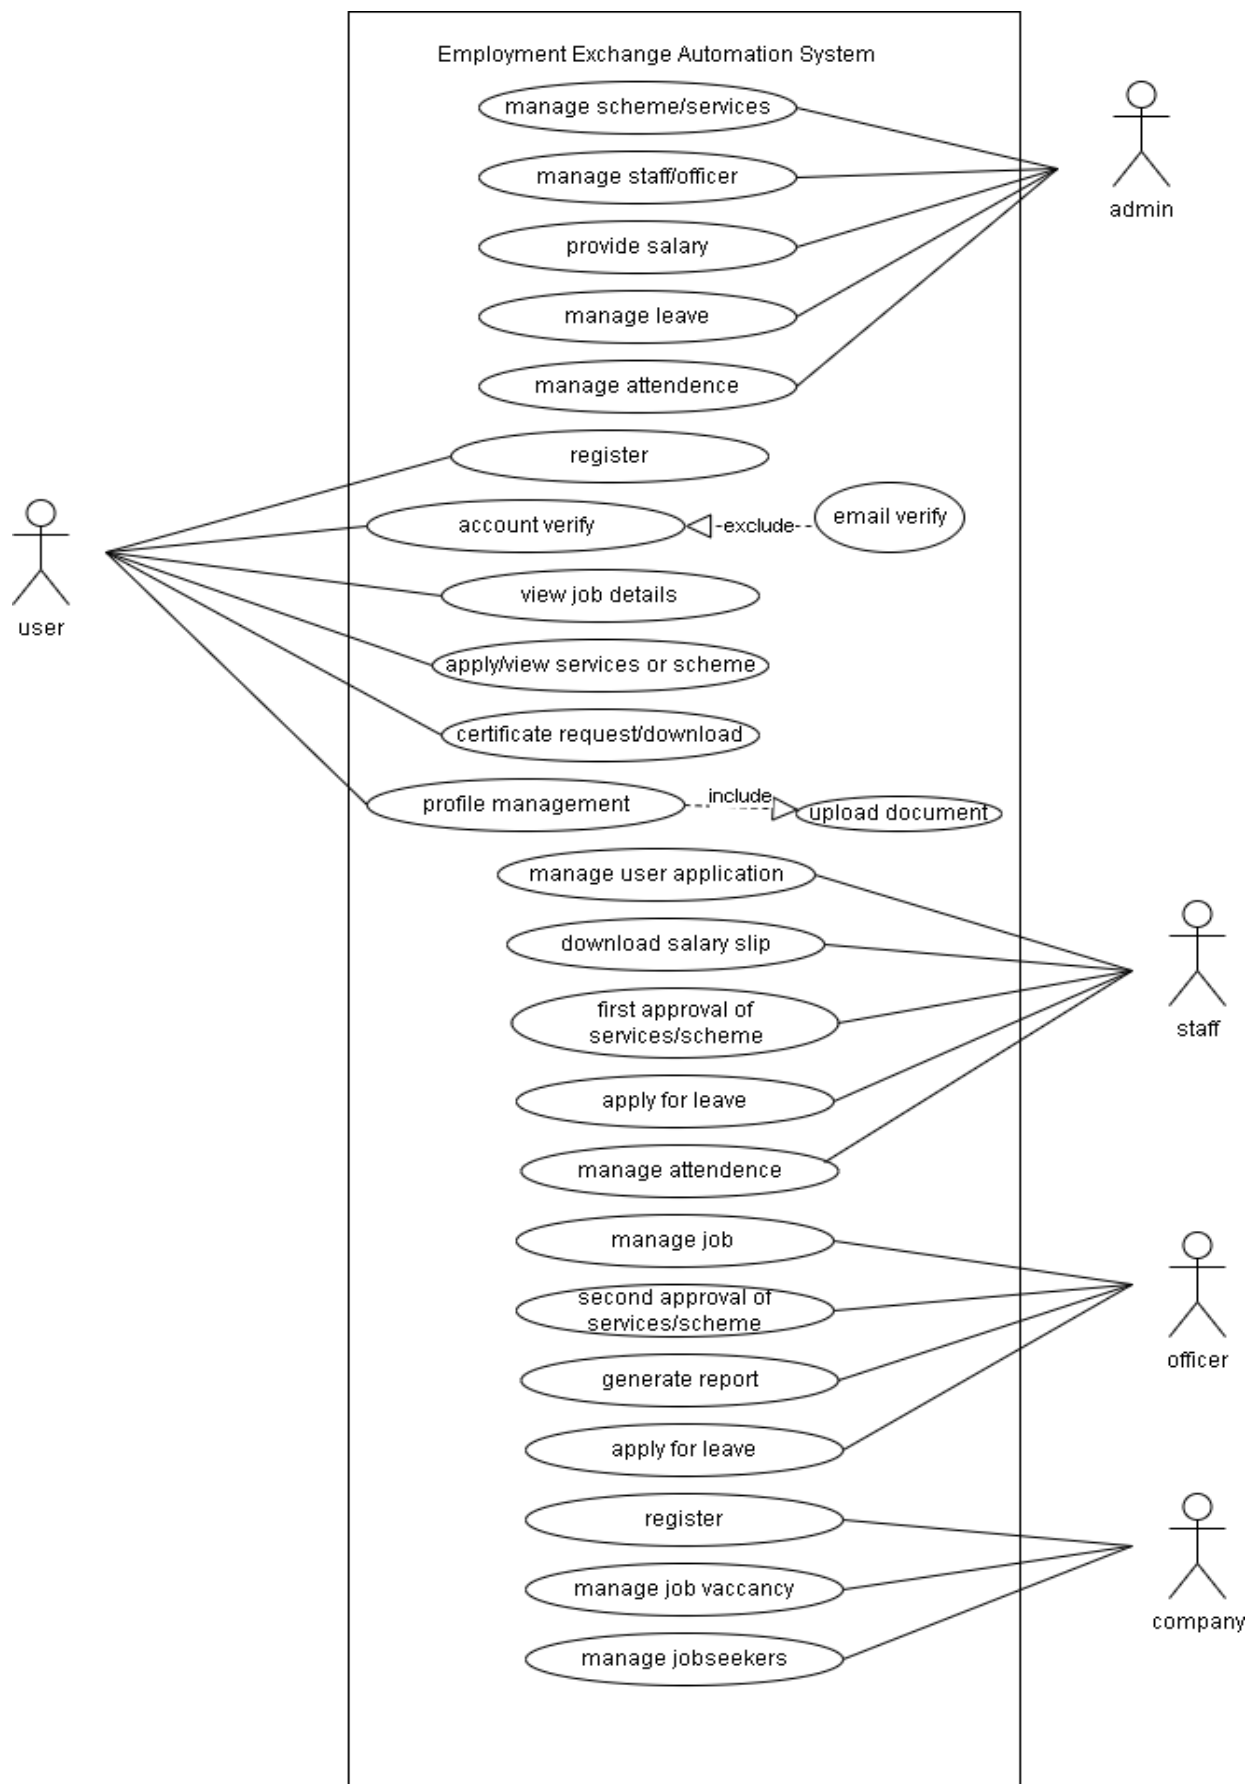 Employment Exchange Automation System
manage scheme/services
manage staff/officer
admin
provide salary
manage leave
manage attendence
register
account verify
exclude
email verify
user
view job details
apply/view services or scheme
certificate request/download
profile management
include
upload document
manage user application
download salary slip
first approval of
services/scheme
staff
apply for leave
manage attendence
manage job
second approval of
services/scheme
officer
generate report
apply for leave
register
manage job vaccancy
company
manage jobseekers